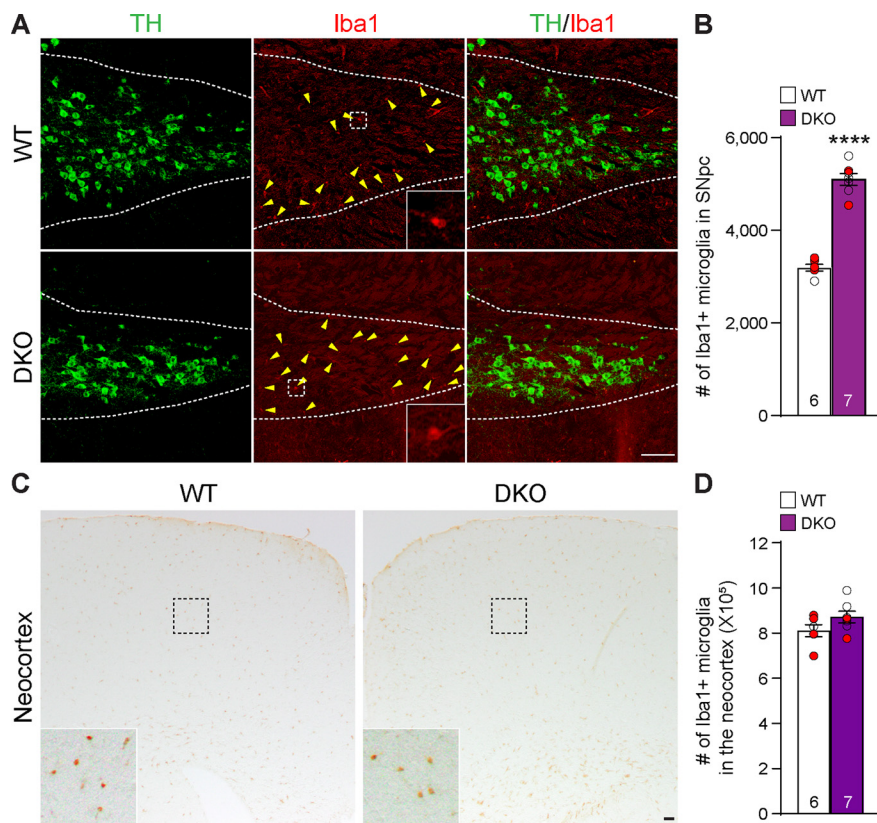 A
TH
Iba1
TH/Iba1
WT
DKO
B
WT
DKO
****
6,000
4,000
2,000
0
# of Iba1+ microglia in SNpc
6
7
C
WT
DKO
Neocortex
D
WT
DKO
12
10
8
6
4
2
0
# of Iba1+ microglia
in the neocortex (X10⁵)
6
7